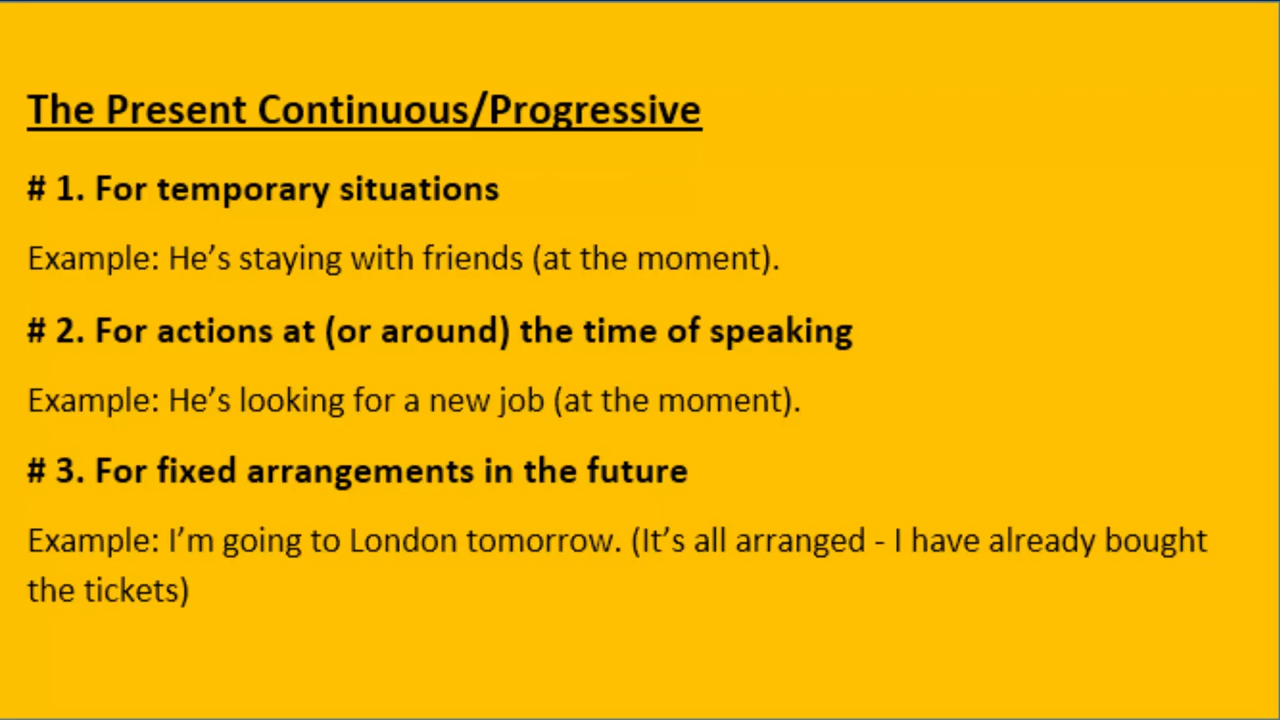 The Present Continuous/Progressive
# 1. For temporary situations
Example: He’s staying with friends (at the moment).
# 2. For actions at (or around) the time of speaking
Example: He’s looking for a new job (at the moment).
# 3. For fixed arrangements in the future
Example: I’m going to London tomorrow. (It’s all arranged - I have already bought
the tickets)